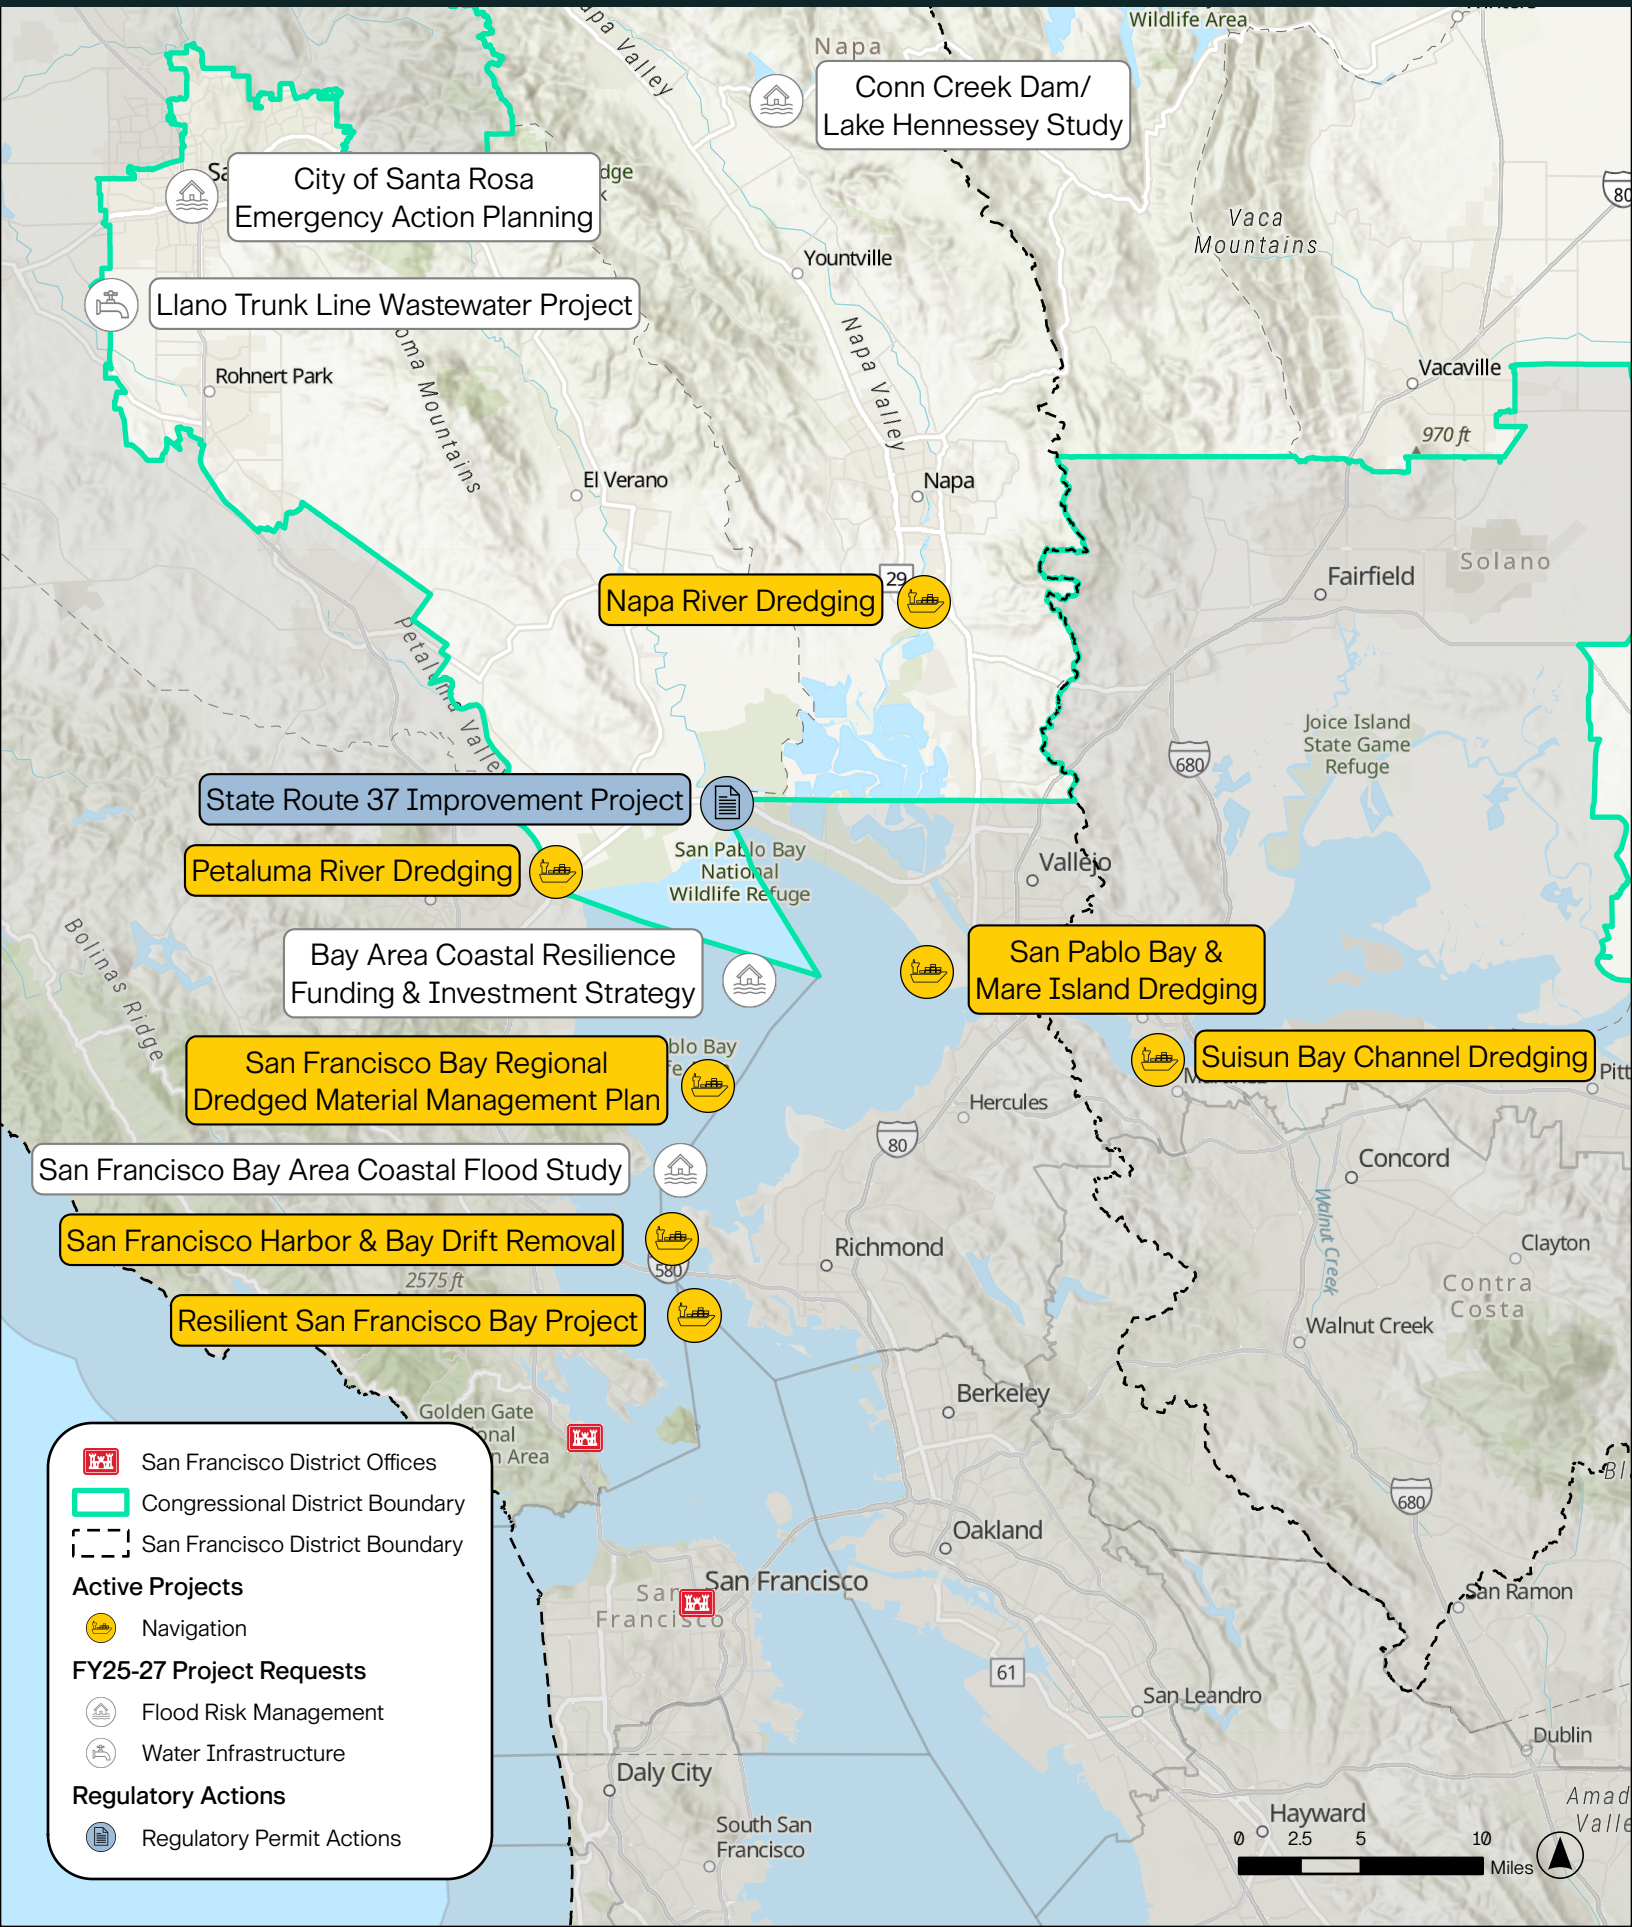 Wildlife Area
Napa
Napa Valley
Conn Creek Dam/
Lake Hennessey Study
80
City of Santa Rosa
Emergency Action Planning
Vaca
Mountains
Yountville
Llano Trunk Line Wastewater Project
Napa Valley
Rohnert Park
Mountains
Vacaville
970 ft
El Verano
Napa
Solano
Fairfield
29
Napa River Dredging
Petaluma Valley
Joice Island
State Game
Refuge
680
State Route 37 Improvement Project
San Pablo Bay
National
Wildlife Refuge
Vallejo
Petaluma River Dredging
Bolinas Ridge
Bay Area Coastal Resilience
Funding & Investment Strategy
San Pablo Bay &
Mare Island Dredging
San Francisco Bay Regional
Dredged Material Management Plan
Bay
Suisun Bay Channel Dredging
Pitt
Hercules
80
San Francisco Bay Area Coastal Flood Study
Concord
Walnut Creek
San Francisco Harbor & Bay Drift Removal
580
Richmond
Clayton
2575 ft
Contra
Costa
Resilient San Francisco Bay Project
Walnut Creek
Berkeley
Golden Gate
onal
n Area
680
Bl
Oakland
San Francisco
San
Francisco
San Ramon
61
San Leandro
Dublin
Daly City
Amad
Valle
South San
Francisco
Hayward
San Francisco District Offices
Congressional District Boundary
San Francisco District Boundary
Active Projects
Navigation
FY25-27 Project Requests
Flood Risk Management
Water Infrastructure
Regulatory Actions
Regulatory Permit Actions
0 2.5 5 10
Miles